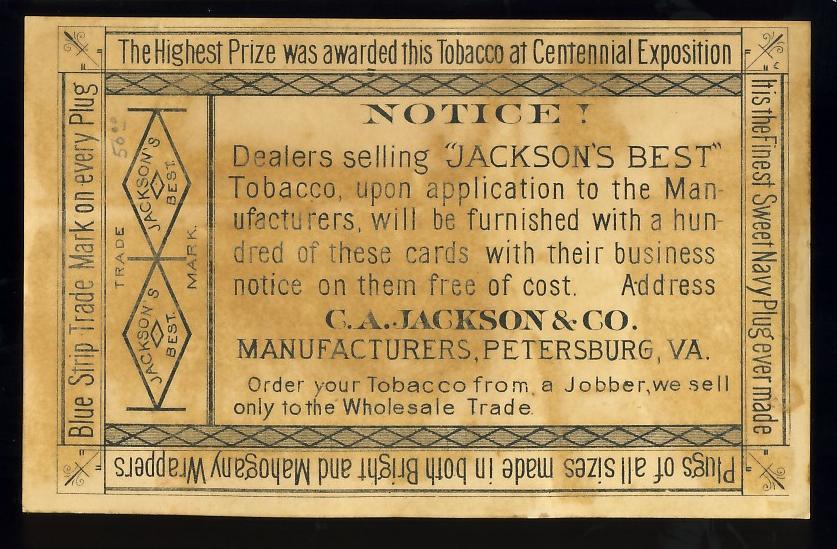 The Highest Prize was awarded this Tobacco at Centennial Exposition
Blue Strip Trade Mark on every Plug
TRADE MARK.
JACKSON'S
BEST.
JACKSON'S
BEST.
NOTICE!
Dealers selling "JACKSON'S BEST"
Tobacco, upon application to the Man-
ufacturers, will be furnished with a hun-
dred of these cards with their business
notice on them free of cost. Address
C. A. JACKSON & CO.
MANUFACTURERS, PETERSBURG, VA.
Order your Tobacco from a Jobber, we sell
only to the Wholesale Trade.
It is the Finest Sweet Navy Plug ever made
Plugs of all sizes made in both Bright and Mahogany Wrappers